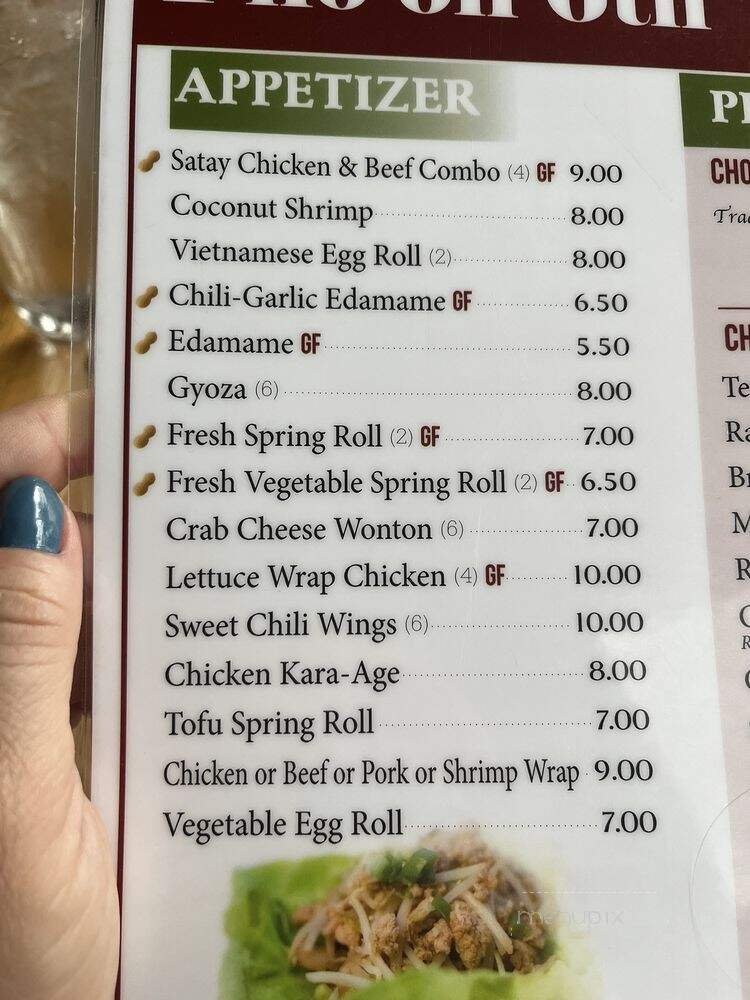 on 6th
APPETIZER
Satay Chicken & Beef Combo (4) GF 9.00
Coconut Shrimp 8.00
Vietnamese Egg Roll (2) 8.00
Chili-Garlic Edamame GF 6.50
Edamame GF 5.50
Gyoza (6) 8.00
Fresh Spring Roll (2) GF 7.00
Fresh Vegetable Spring Roll (2) GF 6.50
Crab Cheese Wonton (6) 7.00
Lettuce Wrap Chicken (4) GF 10.00
Sweet Chili Wings (6) 10.00
Chicken Kara-Age 8.00
Tofu Spring Roll 7.00
Chicken or Beef or Pork or Shrimp Wrap 9.00
Vegetable Egg Roll 7.00
menupix